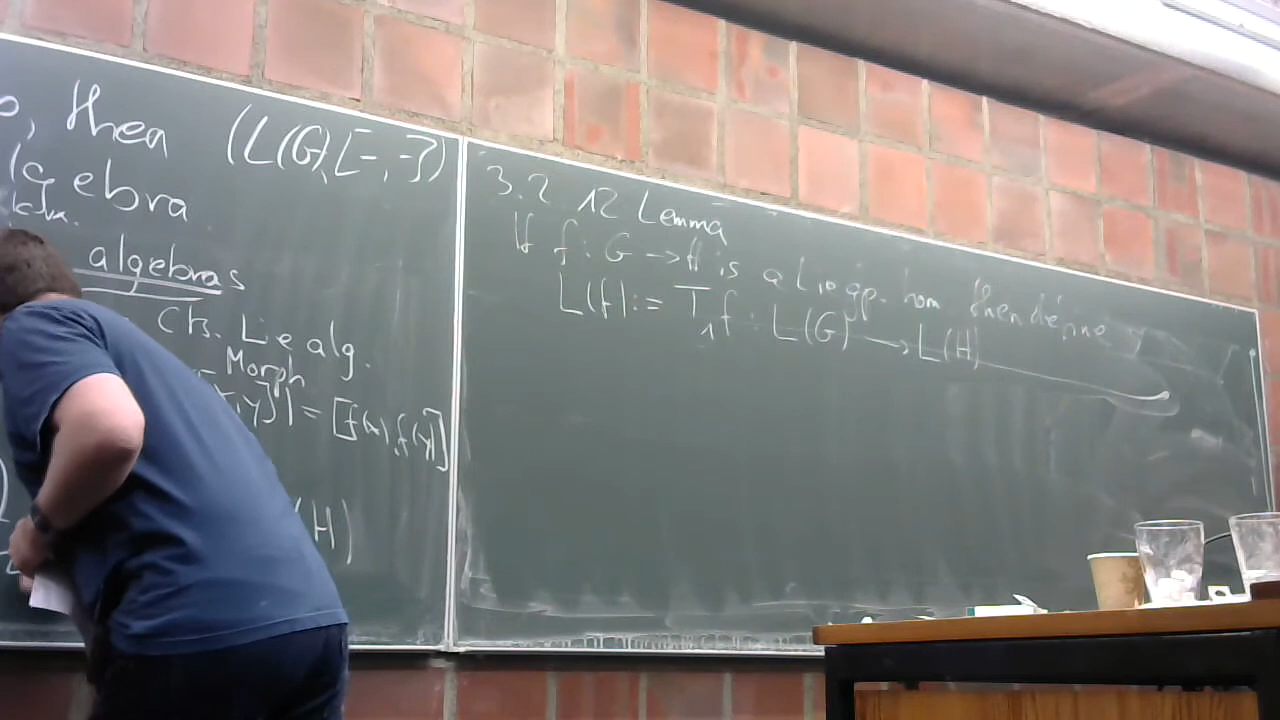 , then (L(G), [-,-])
lgebra
algebras
cts. Lie alg.
Morph
,y]) = [f(x), f(y)]
(H)
3.2.12 Lemma
If f: G → H is a Lie gp. hom then define
L(f) := T₁f : L(G) → L(H)